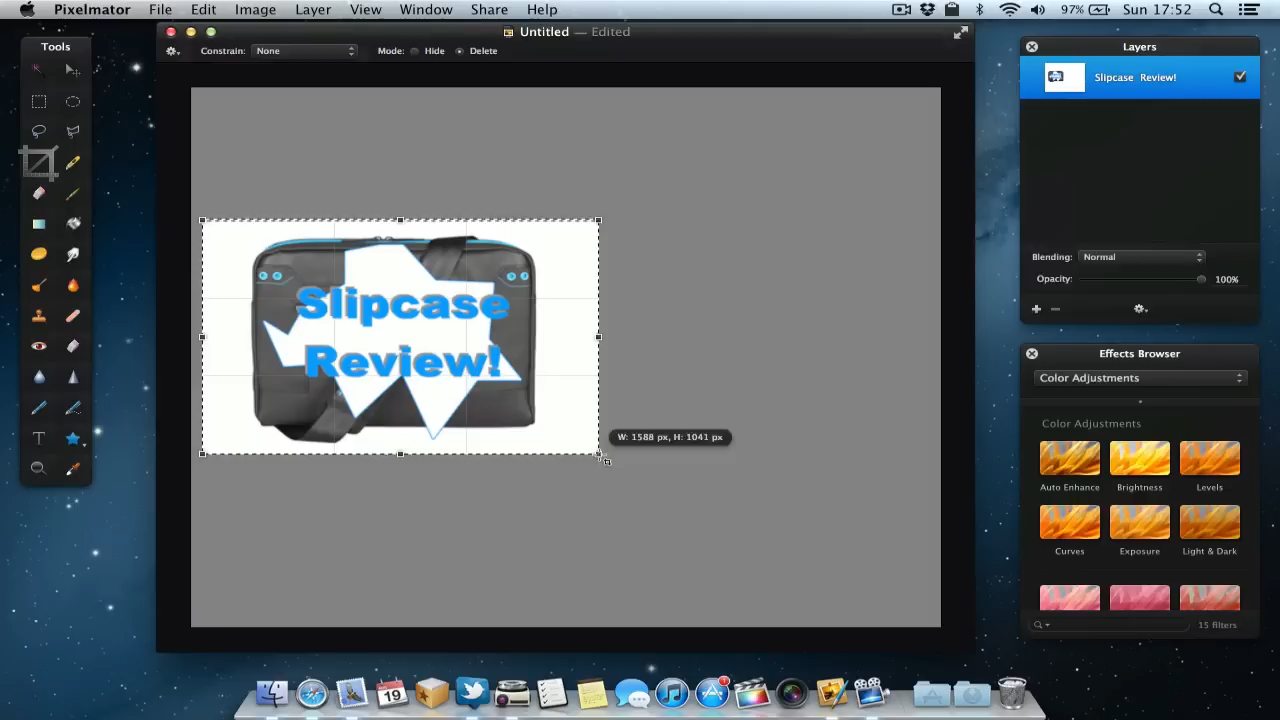 Pixelmator File Edit Image Layer View Window Share Help 97% Sun 17:52
Tools
Untitled — Edited
Constrain: None Mode: Hide Delete
Slipcase
Review!
W: 1588 px, H: 1041 px
Layers
Slipcase Review!
Blending: Normal
Opacity: 100%
Effects Browser
Color Adjustments
Color Adjustments
Auto Enhance Brightness Levels
Curves Exposure Light & Dark
15 filters
19
1